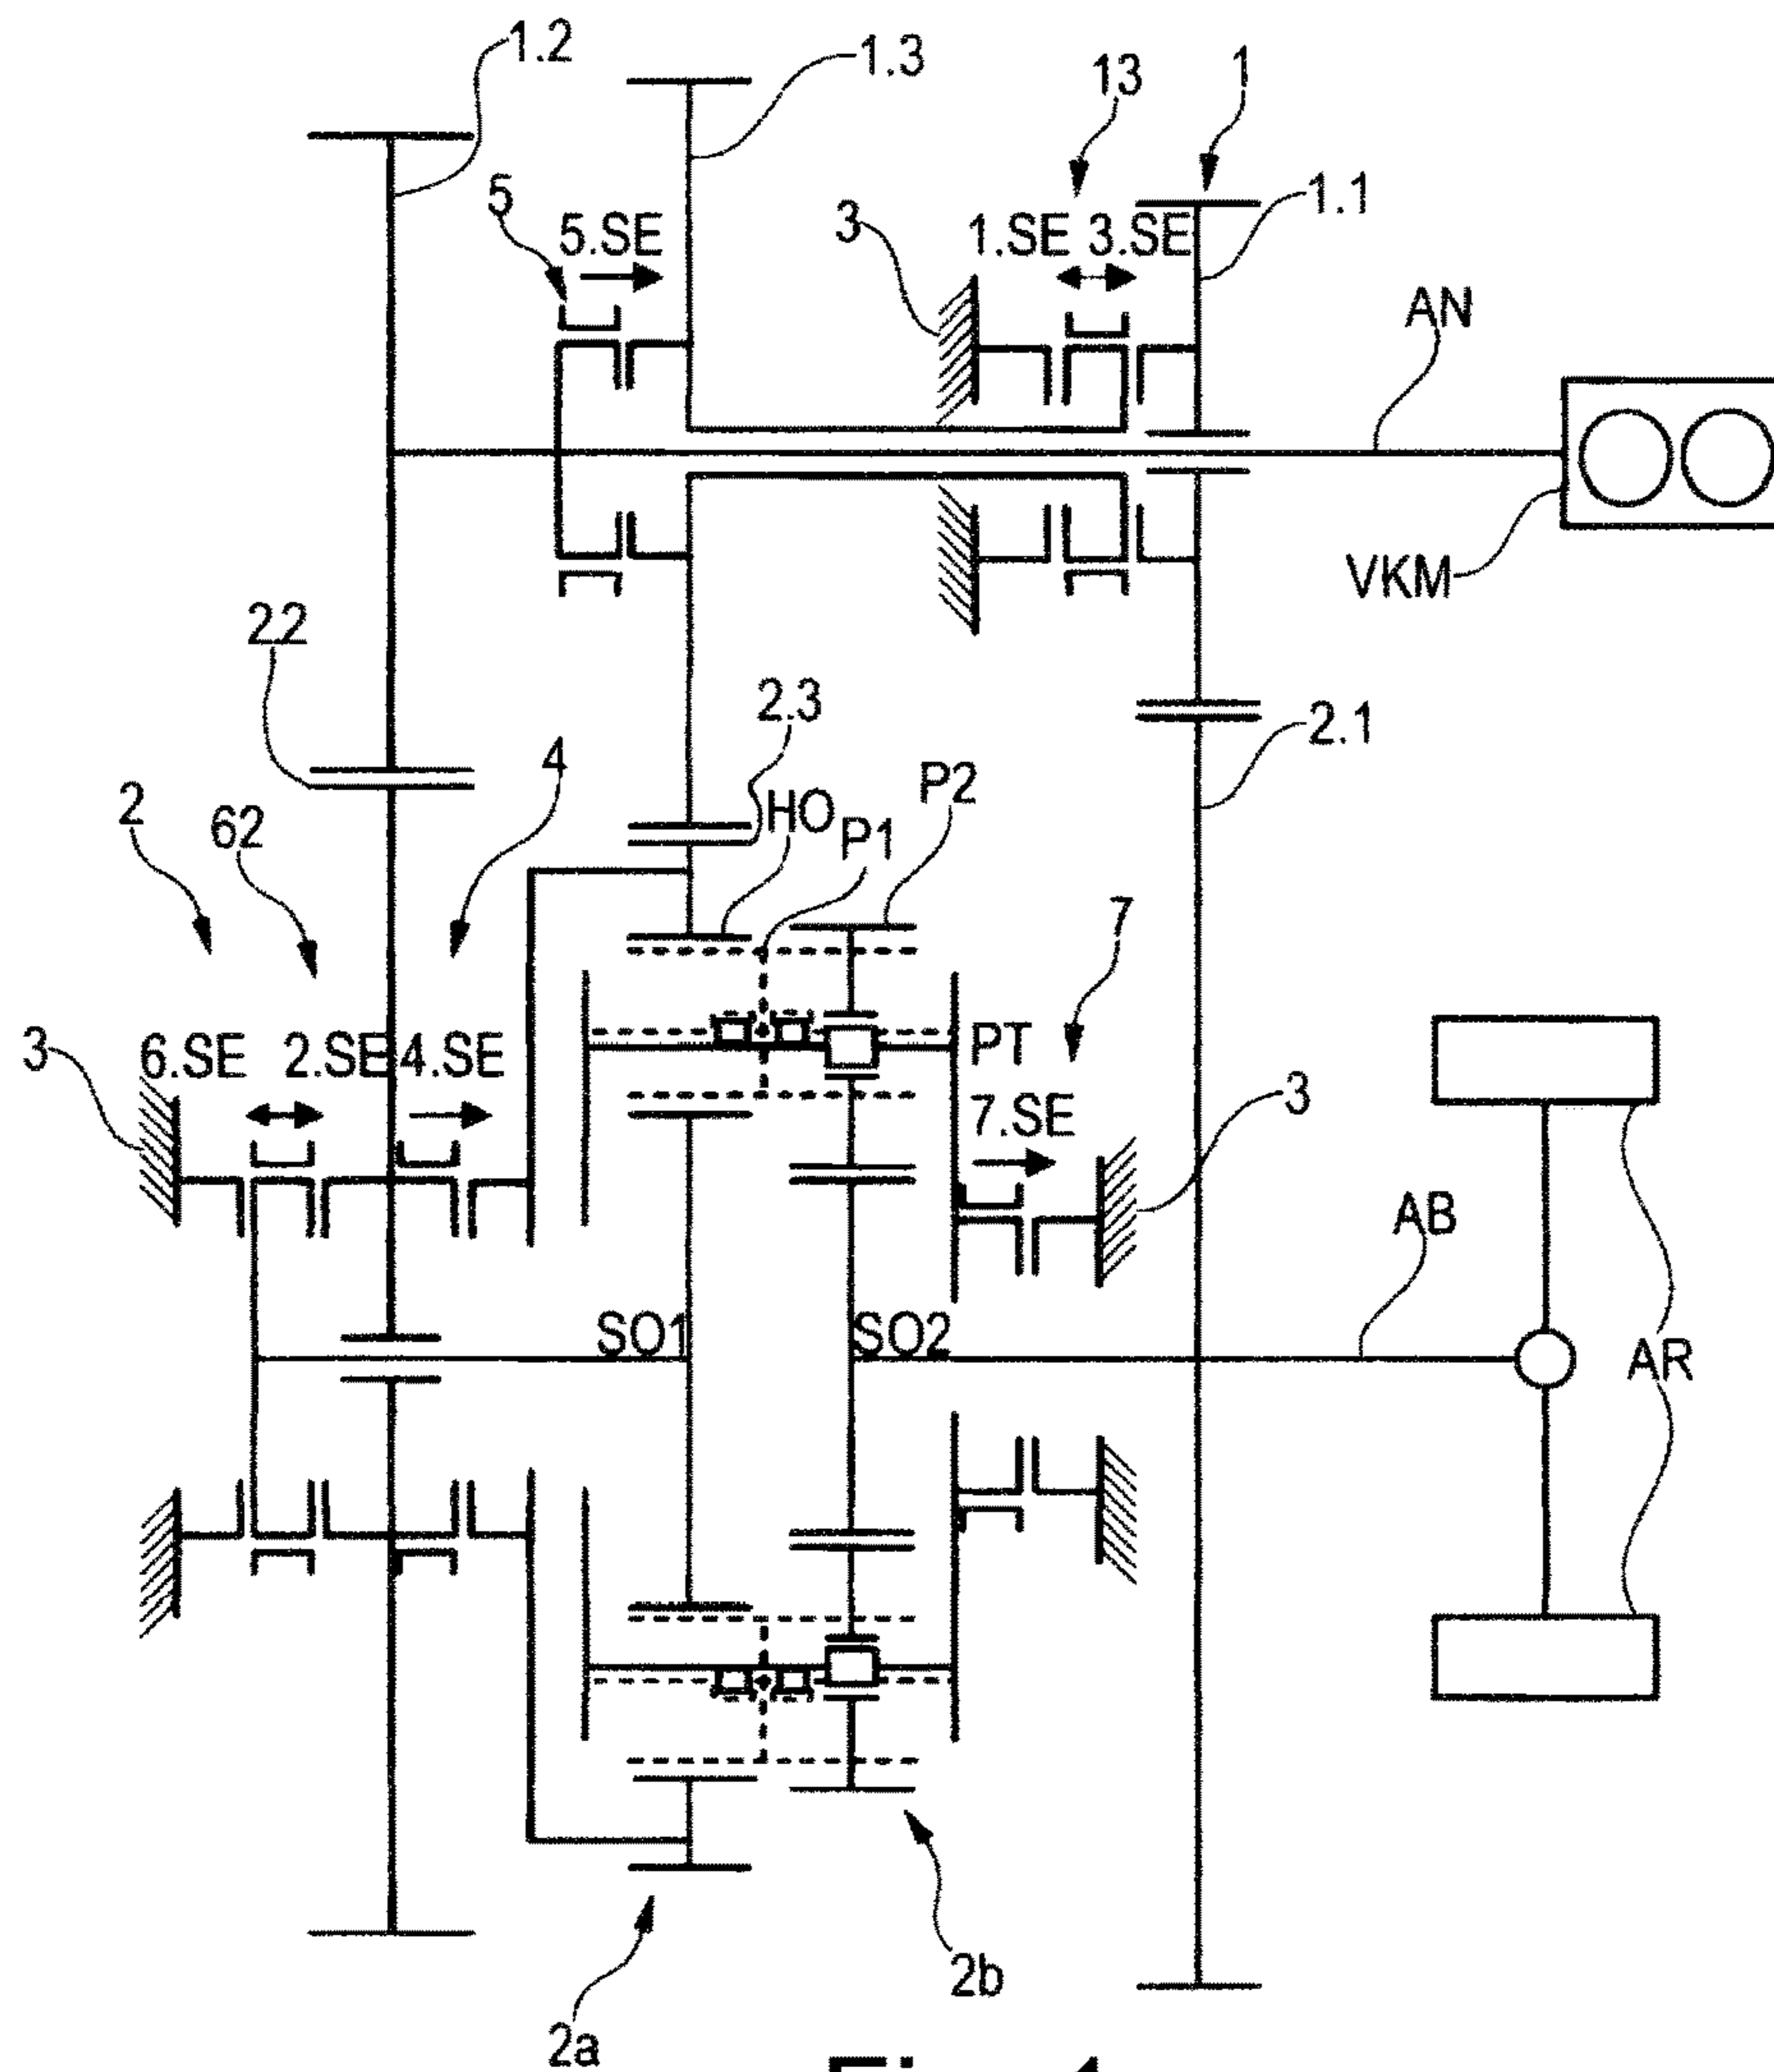 1.2
1.3
13
1
5
5.SE
3
1.SE
3.SE
1.1
AN
VKM
2.2
2.3
2.1
4
2
62
HO
P1
P2
7
3
6.SE
2.SE
4.SE
PT
7.SE
3
AB
SO1
SO2
AR
2b
2a